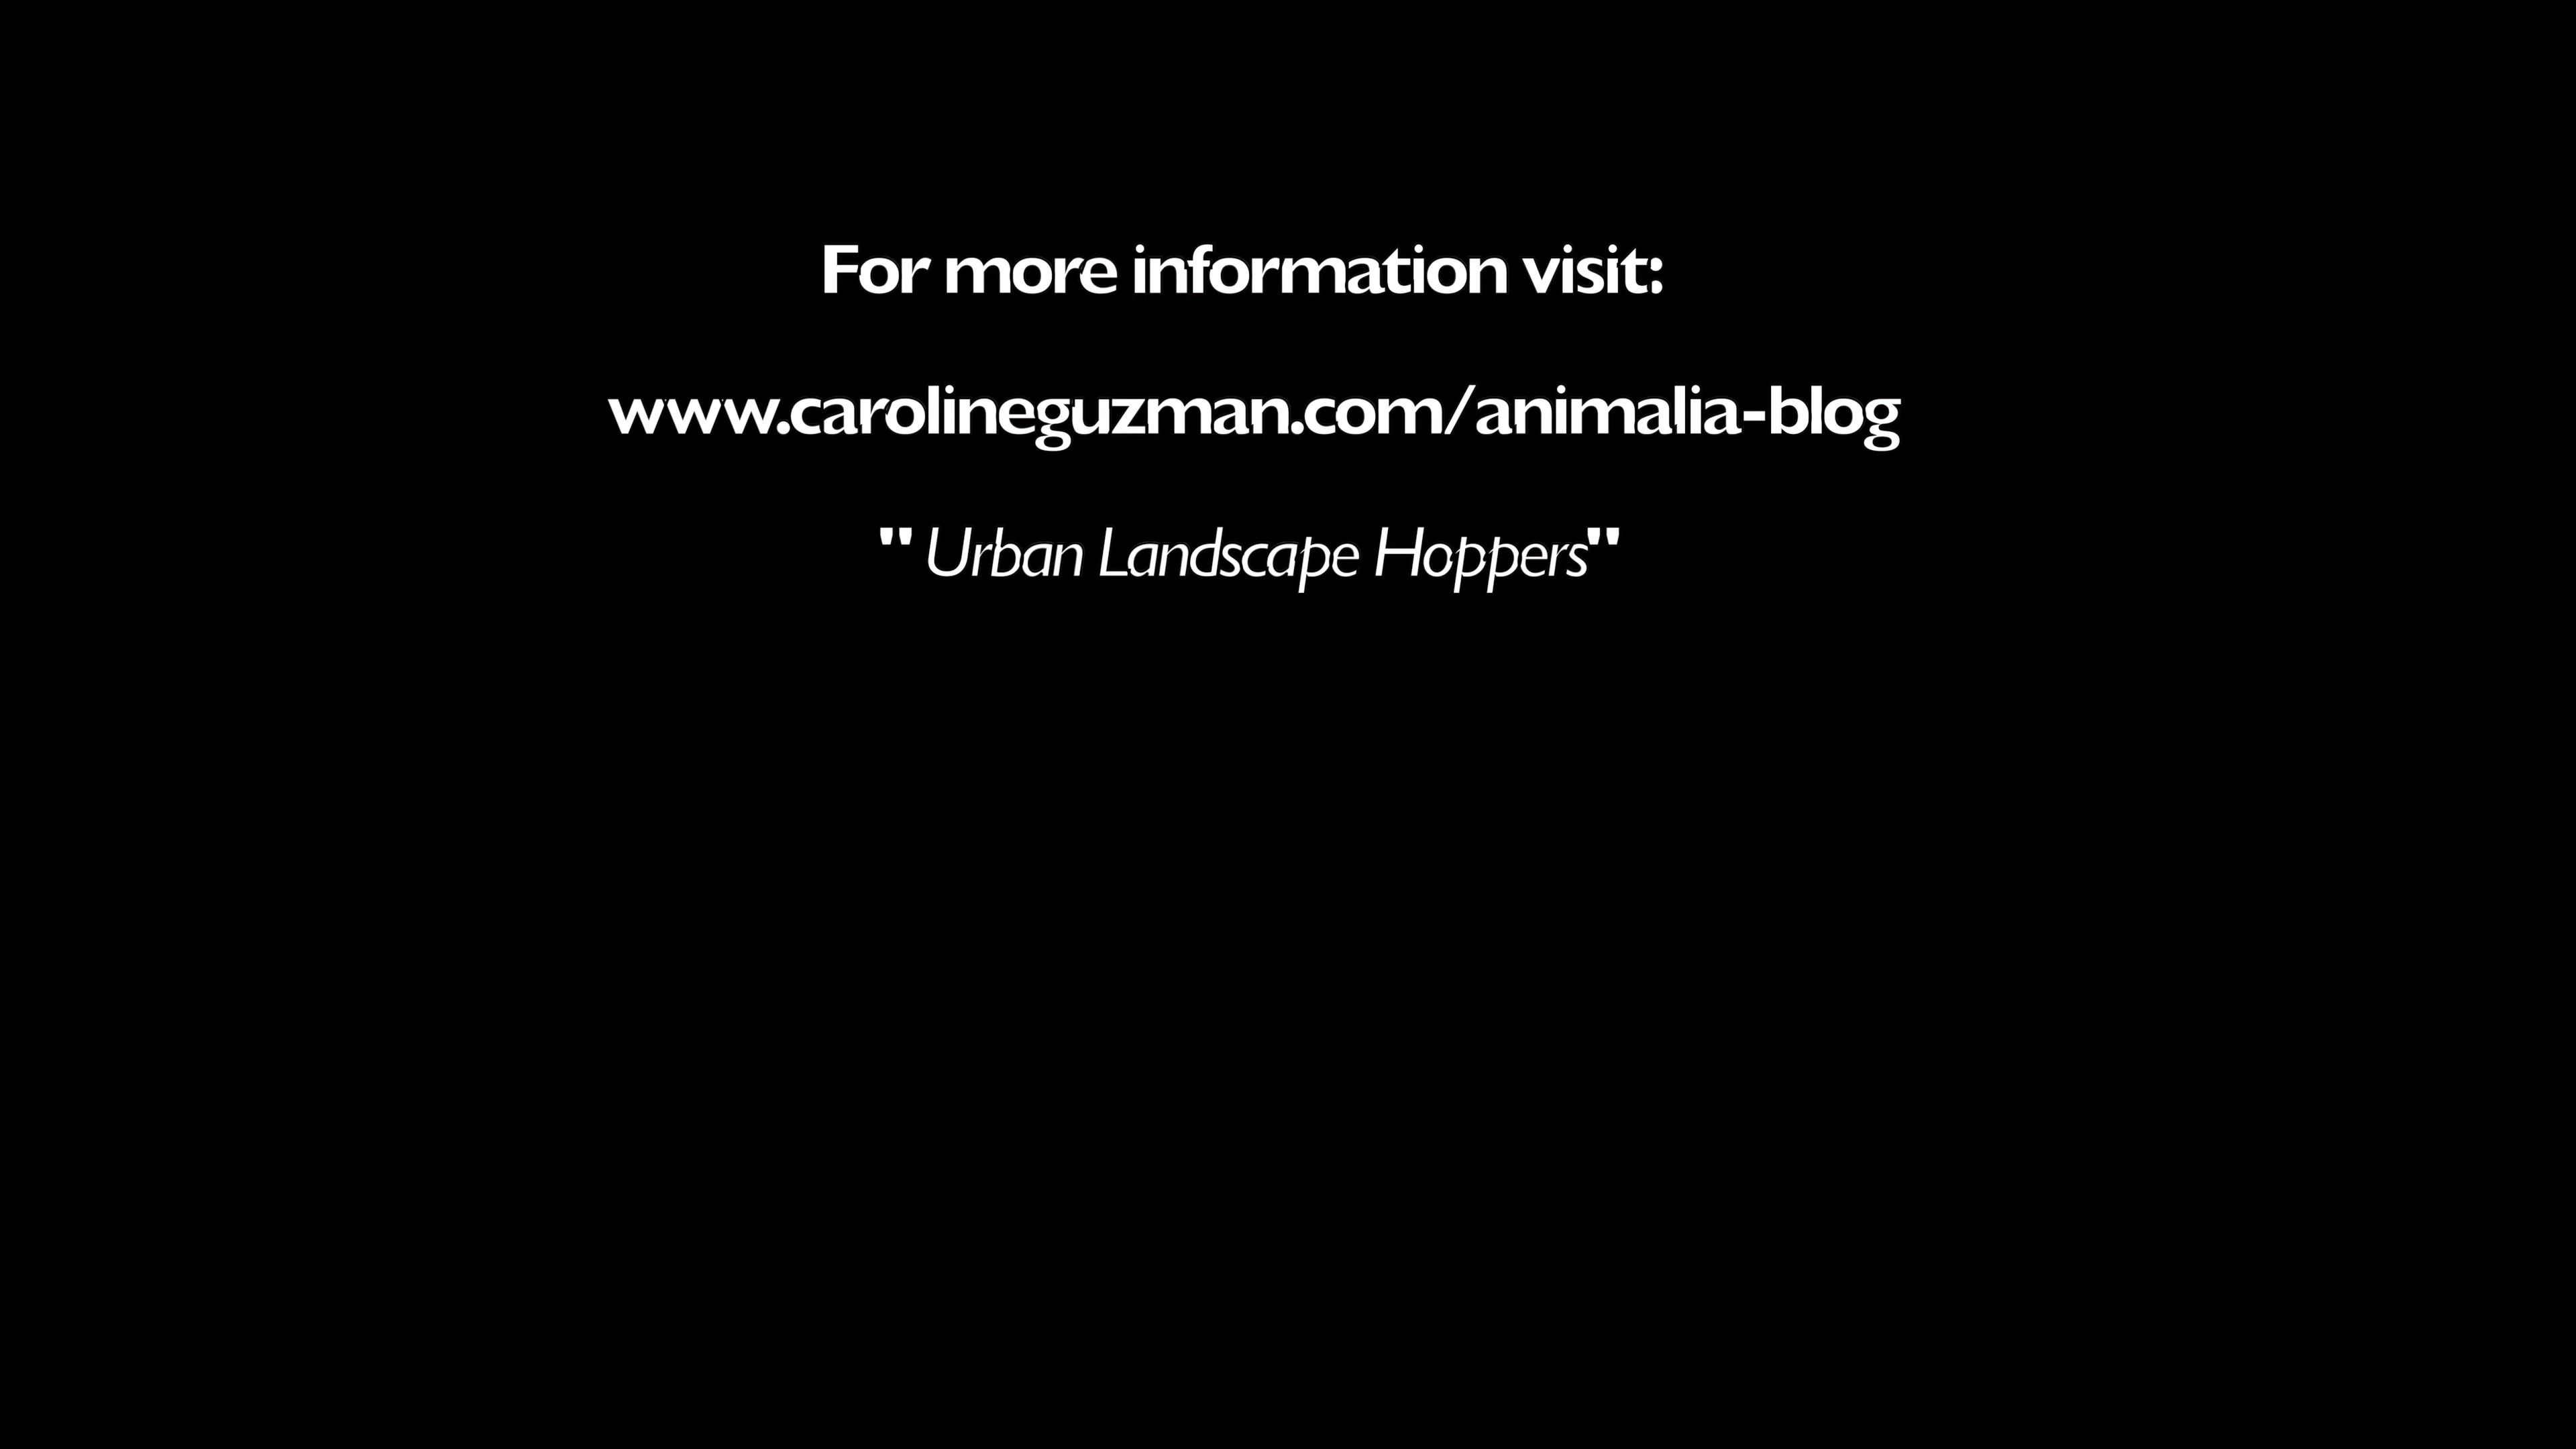 For more information visit:
www.carolineguzman.com/animalia-blog
" Urban Landscape Hoppers"